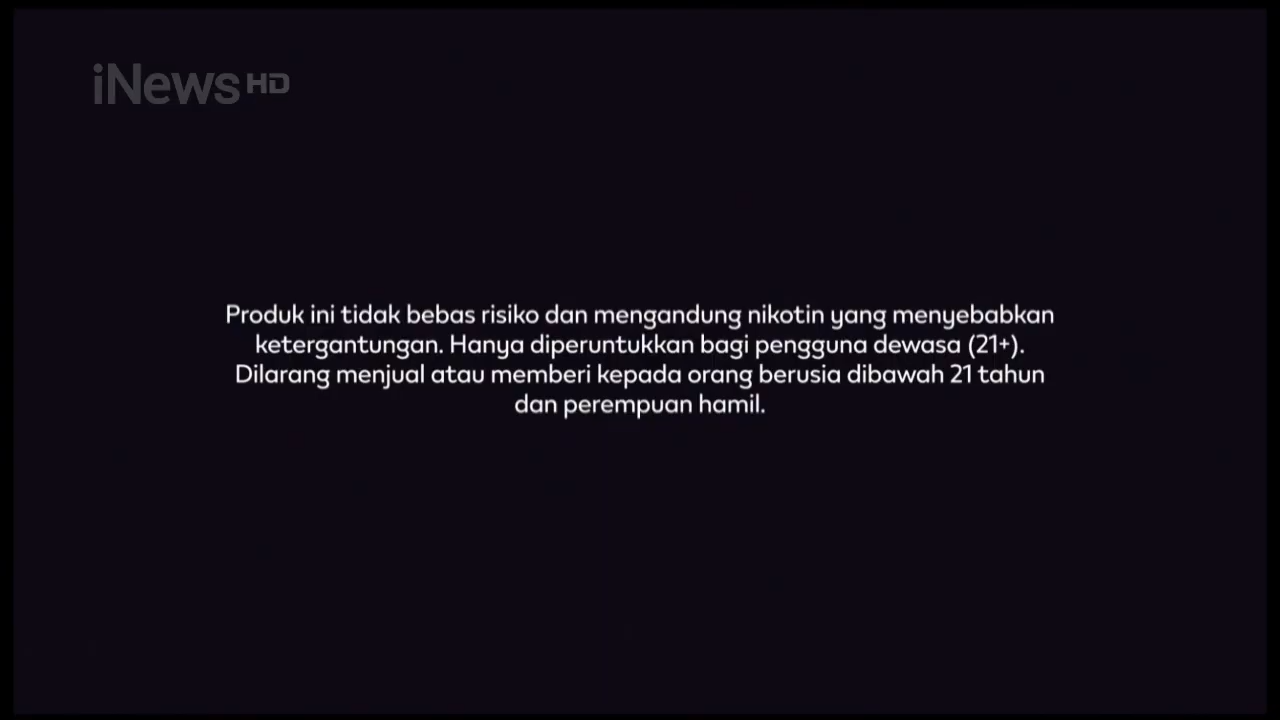 iNews HD
Produk ini tidak bebas risiko dan mengandung nikotin yang menyebabkan
ketergantungan. Hanya diperuntukkan bagi pengguna dewasa (21+).
Dilarang menjual atau memberi kepada orang berusia dibawah 21 tahun
dan perempuan hamil.